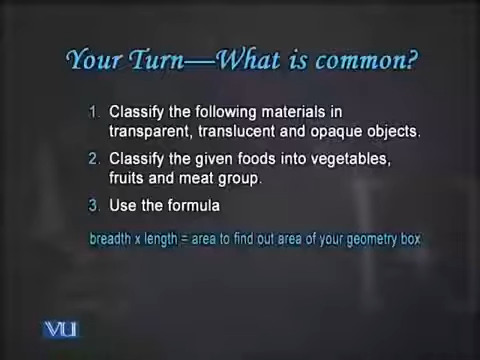 Your Turn—What is common?
1. Classify the following materials in
transparent, translucent and opaque objects.
2. Classify the given foods into vegetables,
fruits and meat group.
3. Use the formula
breadth x length = area to find out area of your geometry box
VU